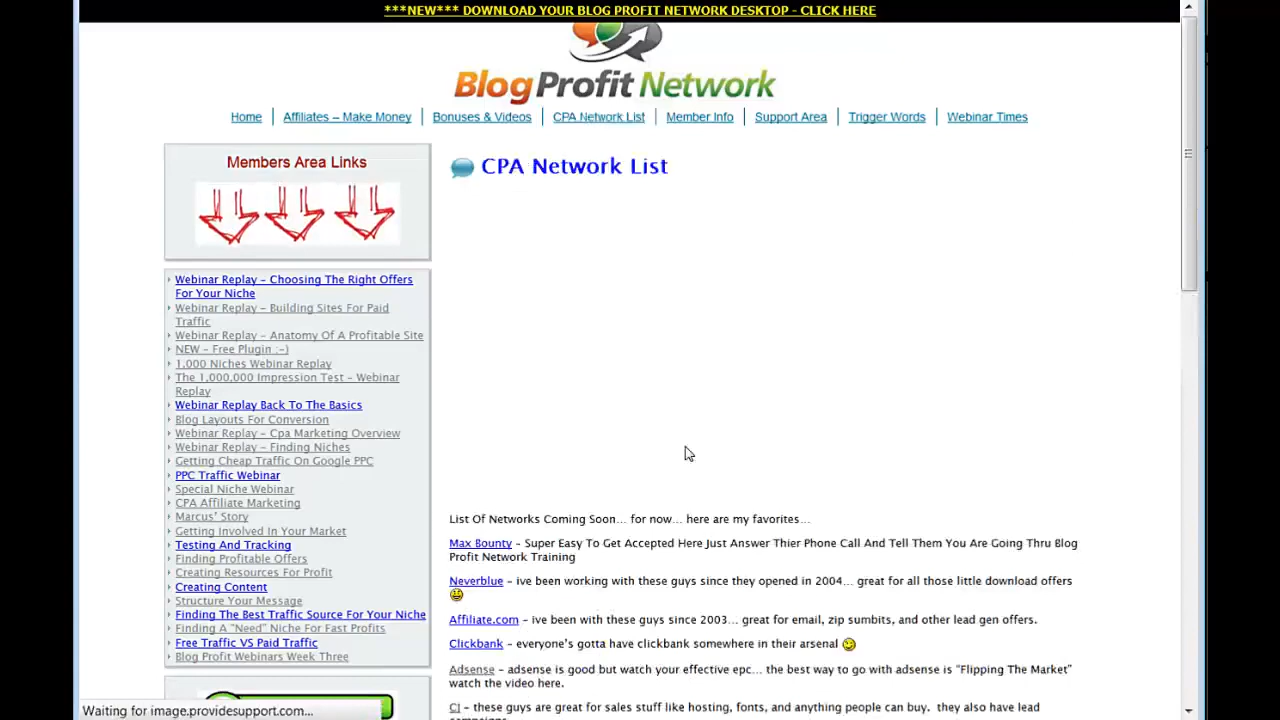 ***NEW*** DOWNLOAD YOUR BLOG PROFIT NETWORK DESKTOP - CLICK HERE
Blog Profit Network
Home Affiliates – Make Money Bonuses & Videos CPA Network List Member Info Support Area Trigger Words Webinar Times
Members Area Links
Webinar Replay – Choosing The Right Offers
For Your Niche
Webinar Replay – Building Sites For Paid
Traffic
Webinar Replay – Anatomy Of A Profitable Site
NEW – Free Plugin :-)
1,000 Niches Webinar Replay
The 1,000,000 Impression Test – Webinar
Replay
Webinar Replay Back To The Basics
Blog Layouts For Conversion
Webinar Replay – Cpa Marketing Overview
Webinar Replay – Finding Niches
Getting Cheap Traffic On Google PPC
PPC Traffic Webinar
Special Niche Webinar
CPA Affiliate Marketing
Marcus' Story
Getting Involved In Your Market
Testing And Tracking
Finding Profitable Offers
Creating Resources For Profit
Creating Content
Structure Your Message
Finding The Best Traffic Source For Your Niche
Finding A "Need" Niche For Fast Profits
Free Traffic VS Paid Traffic
Blog Profit Webinars Week Three
CPA Network List
List Of Networks Coming Soon... for now... here are my favorites...
Max Bounty – Super Easy To Get Accepted Here Just Answer Thier Phone Call And Tell Them You Are Going Thru Blog
Profit Network Training
Neverblue – ive been working with these guys since they opened in 2004... great for all those little download offers
Affiliate.com – ive been with these guys since 2003... great for email, zip sumbits, and other lead gen offers.
Clickbank – everyone's gotta have clickbank somewhere in their arsenal
Adsense – adsense is good but watch your effective epc... the best way to go with adsense is "Flipping The Market"
watch the video here.
CJ – these guys are great for sales stuff like hosting, fonts, and anything people can buy. they also have lead
campaigns
Waiting for image.providesupport.com...